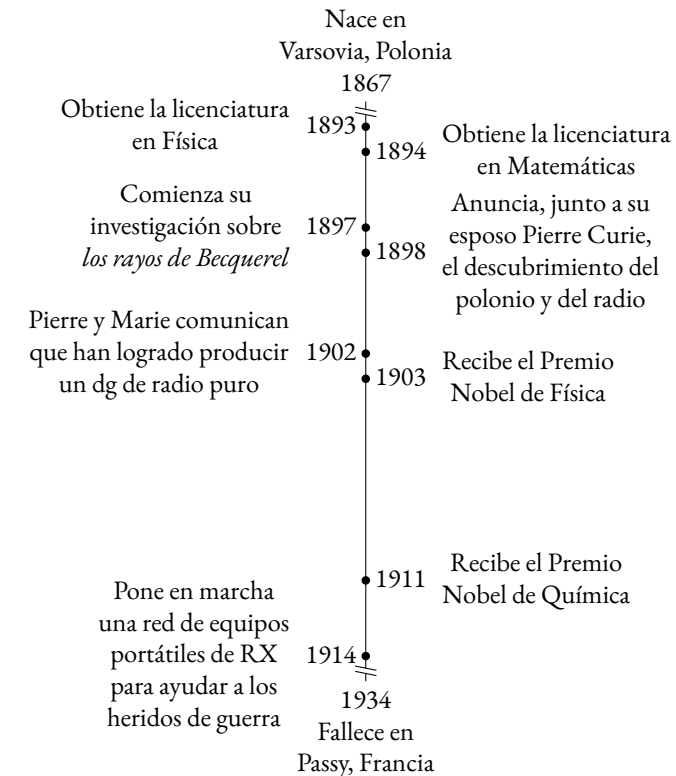 Nace en
Varsovia, Polonia
1867
Obtiene la licenciatura
en Física
1893
1894
Obtiene la licenciatura
en Matemáticas
Comienza su
investigación sobre
los rayos de Becquerel
1897
1898
Anuncia, junto a su
esposo Pierre Curie,
el descubrimiento del
polonio y del radio
Pierre y Marie comunican
que han logrado producir
un dg de radio puro
1902
1903
Recibe el Premio
Nobel de Física
1911
Recibe el Premio
Nobel de Química
Pone en marcha
una red de equipos
portátiles de RX
para ayudar a los
heridos de guerra
1914
1934
Fallece en
Passy, Francia